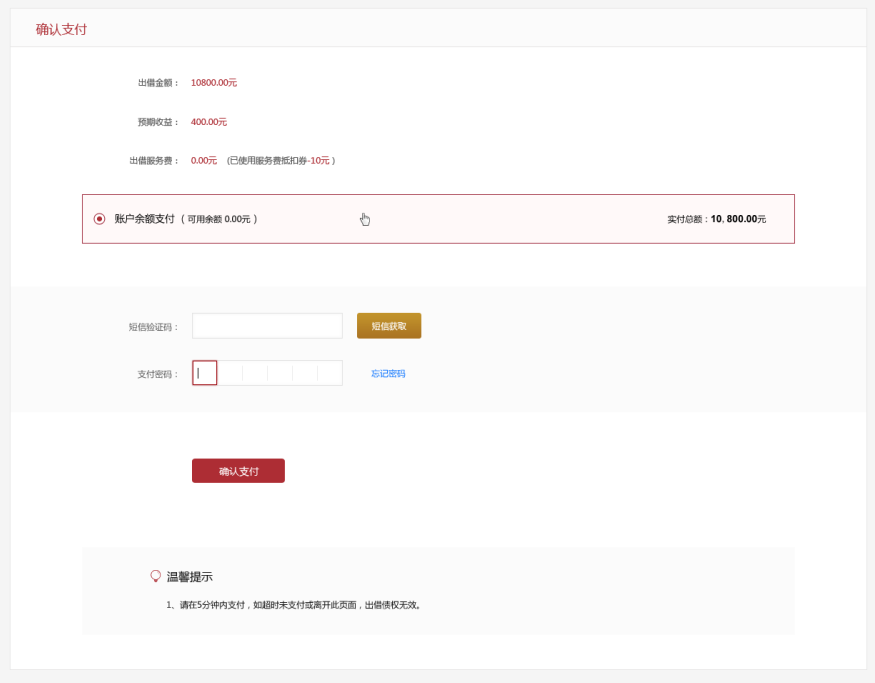 确认支付
出借金额： 10800.00元
预期收益： 400.00元
出借服务费： 0.00元 (已使用服务费抵扣券-10元 )
账户余额支付 ( 可用余额 0.00元 ) 实付总额：10, 800.00元
短信验证码： 短信获取
支付密码： 忘记密码
确认支付
温馨提示
1、请在5分钟内支付，如超时未支付或离开此页面，出借债权无效。